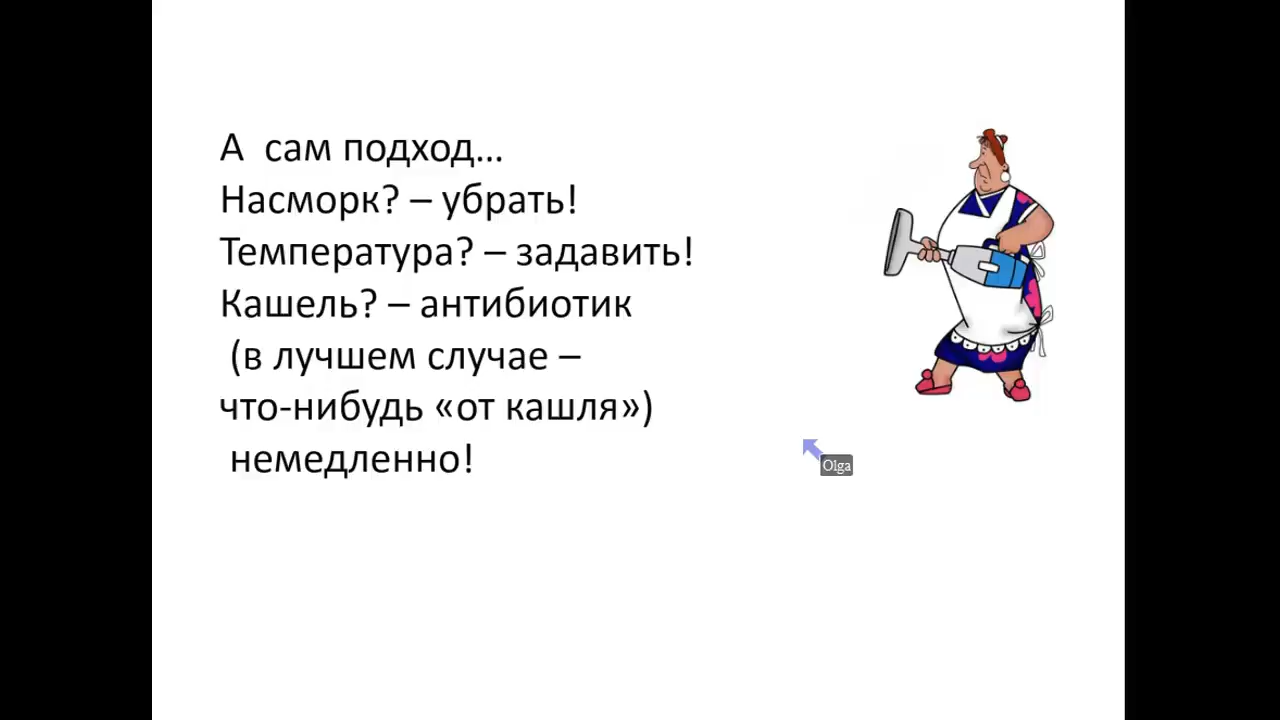 А  сам подход…
Насморк? – убрать!
Температура? – задавить!
Кашель? – антибиотик
(в лучшем случае –
что-нибудь «от кашля»)
немедленно!
Olga